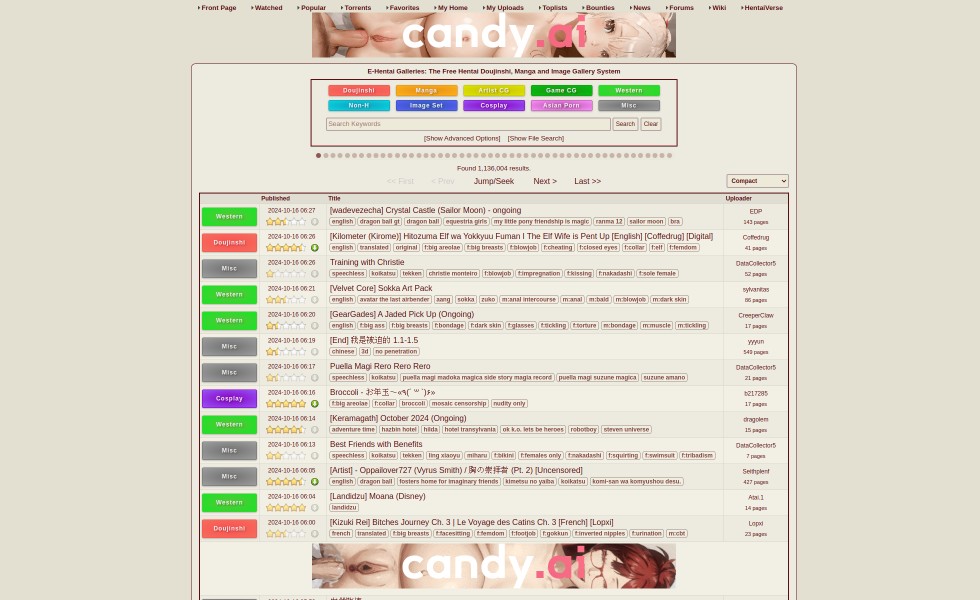 Front Page Watched Popular Torrents Favorites My Home My Uploads Toplists Bounties News Forums Wiki HentaiVerse
candy.ai
E-Hentai Galleries: The Free Hentai Doujinshi, Manga and Image Gallery System
Doujinshi Manga Artist CG Game CG Western
Non-H Image Set Cosplay Asian Porn Misc
Search Keywords Search Clear
[Show Advanced Options] [Show File Search]
Found 1,136,004 results.
<< First < Prev Jump/Seek Next > Last >> Compact
Published Title Uploader
Western 2024-10-16 06:27 [wadevezecha] Crystal Castle (Sailor Moon) - ongoing EDP
english dragon ball gt dragon ball equestria girls my little pony friendship is magic ranma 12 sailor moon bra 143 pages
Doujinshi 2024-10-16 06:26 [Kilometer (Kirome)] Hitozuma Elf wa Yokkyuu Fuman I The Elf Wife is Pent Up [English] [Coffedrug] [Digital] Coffedrug
english translated original f:big areolae f:big breasts f:blowjob f:cheating f:closed eyes f:collar f:elf f:femdom 41 pages
Misc 2024-10-16 06:26 Training with Christie DataCollector5
speechless koikatsu tekken christie monteiro f:blowjob f:impregnation f:kissing f:nakadashi f:sole female 52 pages
Western 2024-10-16 06:21 [Velvet Core] Sokka Art Pack sylvanitas
english avatar the last airbender aang sokka zuko m:anal intercourse m:anal m:bald m:blowjob m:dark skin 86 pages
Western 2024-10-16 06:20 [GearGades] A Jaded Pick Up (Ongoing) CreeperClaw
english f:big ass f:big breasts f:bondage f:dark skin f:glasses f:tickling f:torture m:bondage m:muscle m:tickling 17 pages
Misc 2024-10-16 06:19 [End] 我是被迫的 1.1-1.5 yyyun
chinese 3d no penetration 549 pages
Misc 2024-10-16 06:17 Puella Magi Rero Rero Rero DataCollector5
speechless koikatsu puella magi madoka magica side story magia record puella magi suzune magica suzune amano 21 pages
Cosplay 2024-10-16 06:16 Broccoli - お年玉～ b217285
f:big areolae f:collar broccoli mosaic censorship nudity only 17 pages
Western 2024-10-16 06:14 [Keramagath] October 2024 (Ongoing) dragolem
adventure time hazbin hotel hilda hotel transylvania ok k.o. lets be heroes robotboy steven universe 15 pages
Misc 2024-10-16 06:13 Best Friends with Benefits DataCollector5
speechless koikatsu tekken ling xiaoyu miharu f:bikini f:females only f:nakadashi f:squirting f:swimsuit f:tribadism 7 pages
Misc 2024-10-16 06:05 [Artist] - Oppailover727 (Vyrus Smith) / 胸の崇拝者 (Pt. 2) [Uncensored] Seithplenf
english dragon ball fosters home for imaginary friends kimetsu no yaiba koikatsu komi-san wa komyushou desu. 427 pages
Western 2024-10-16 06:04 [Landidzu] Moana (Disney) Atai.1
landidzu 14 pages
Doujinshi 2024-10-16 06:00 [Kizuki Rei] Bitches Journey Ch. 3 | Le Voyage des Catins Ch. 3 [French] [Lopxi] Lopxi
french translated f:big breasts f:facesitting f:femdom f:footjob f:gokkun f:inverted nipples f:urination m:cbt 23 pages
candy.ai